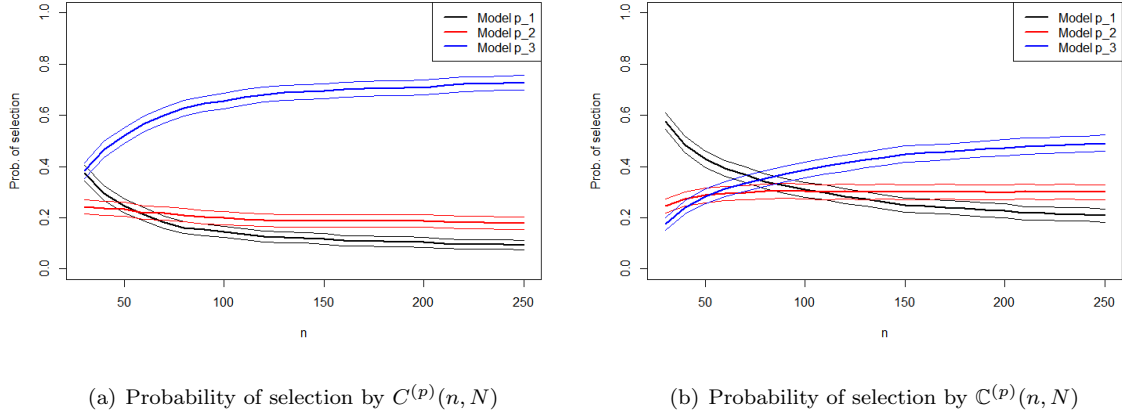 1.0
0.8
0.6
0.4
0.2
0.0
Prob. of selection
Model p_1
Model p_2
Model p_3
50
100
150
200
250
n
(a) Probability of selection by C^{(p)}(n, N)
1.0
0.8
0.6
0.4
0.2
0.0
Prob. of selection
Model p_1
Model p_2
Model p_3
50
100
150
200
250
n
(b) Probability of selection by ℂ^{(p)}(n, N)